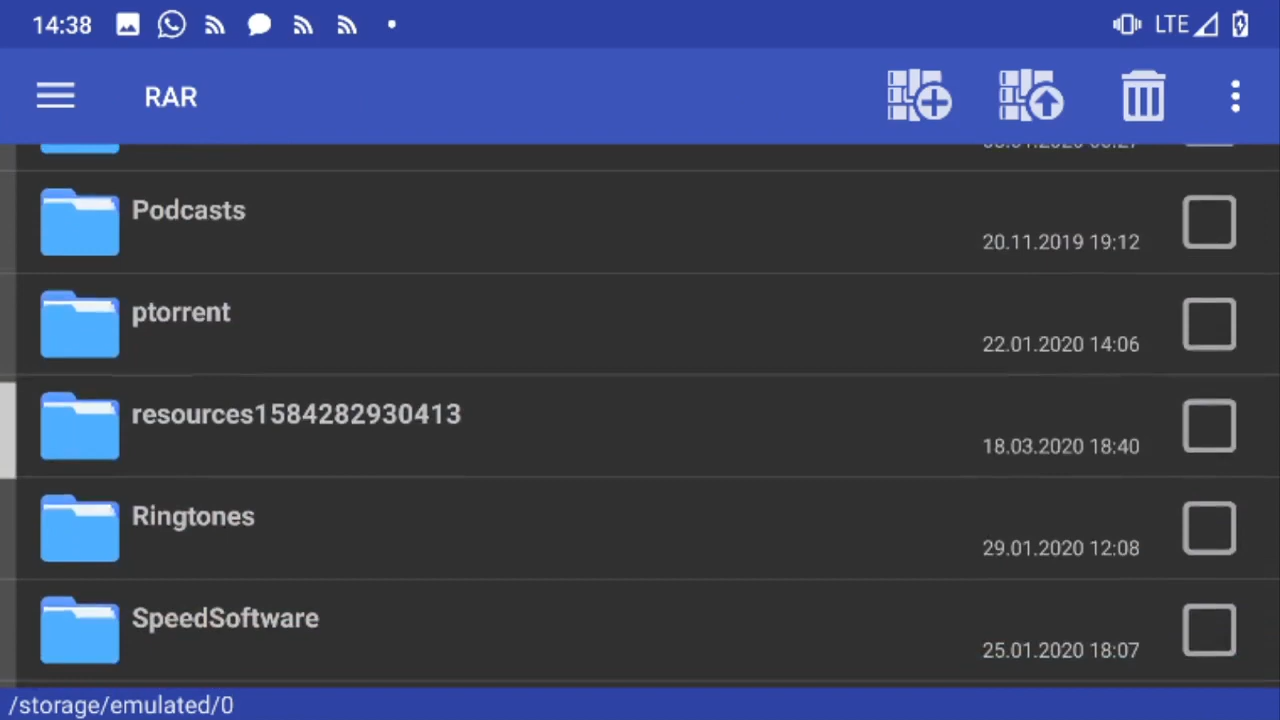 14:38
LTE
RAR
Podcasts
20.11.2019 19:12
ptorrent
22.01.2020 14:06
resources1584282930413
18.03.2020 18:40
Ringtones
29.01.2020 12:08
SpeedSoftware
25.01.2020 18:07
/storage/emulated/0